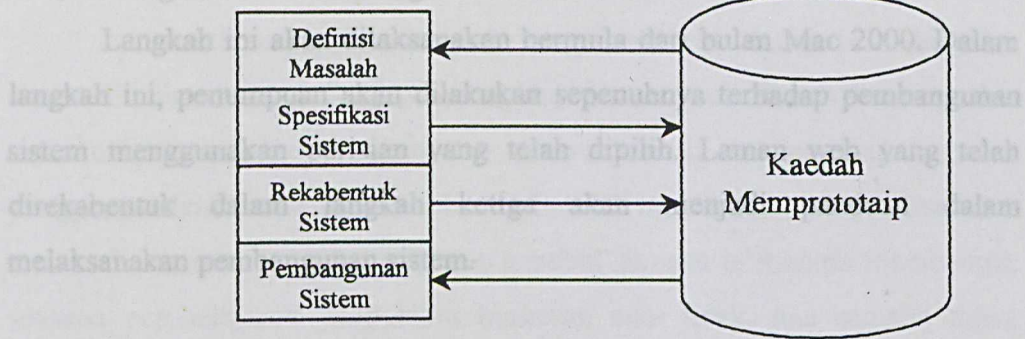 Definisi
Masalah
Spesifikasi
Sistem
Rekabentuk
Sistem
Pembangunan
Sistem
Kaedah
Memprototaip
Langkah ini akan dilaksanakan bermula dari bulan Mac 2000. Dalam
langkah ini, penumpuan akan dilakukan sepenuhnya terhadap pembangunan
sistem menggunakan yang telah dipilih. Laman web yang telah
direkabentuk dalam langkah ketiga akan menjadi dalam
melaksanakan pembangunan sistem.